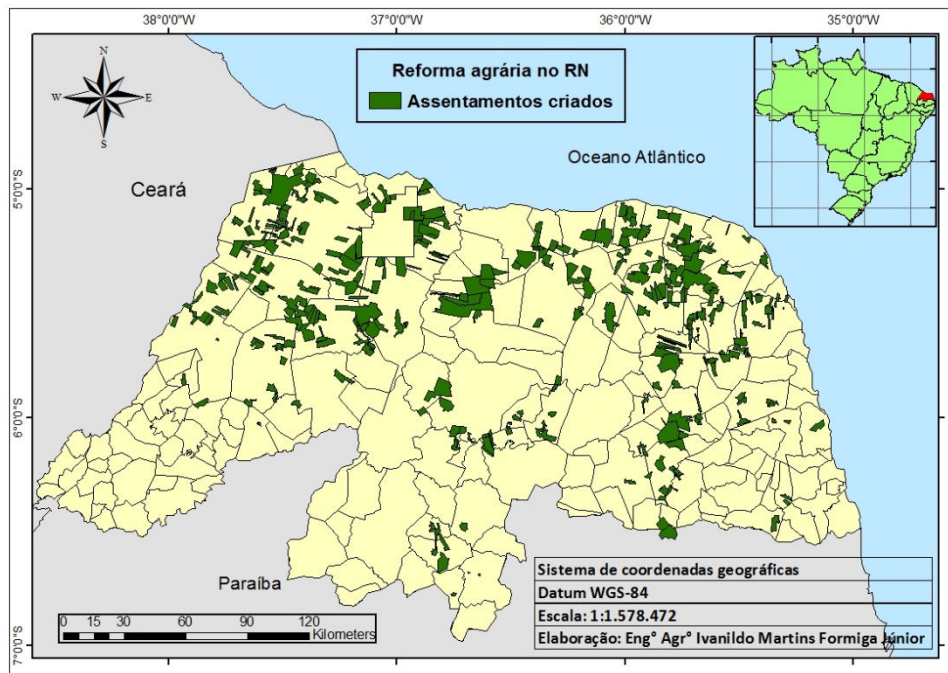 38°0'0"W
37°0'0"W
36°0'0"W
35°0'0"W
N
W
E
S
Reforma agrária no RN
Assentamentos criados
Oceano Atlântico
Ceará
5°0'0"S
6°0'0"S
7°0'0"S
Paraíba
0 15 30 60 90 120
Kilometers
Sistema de coordenadas geográficas
Datum WGS-84
Escala: 1:1.578.472
Elaboração: Eng° Agr° Ivanildo Martins Formiga Júnior